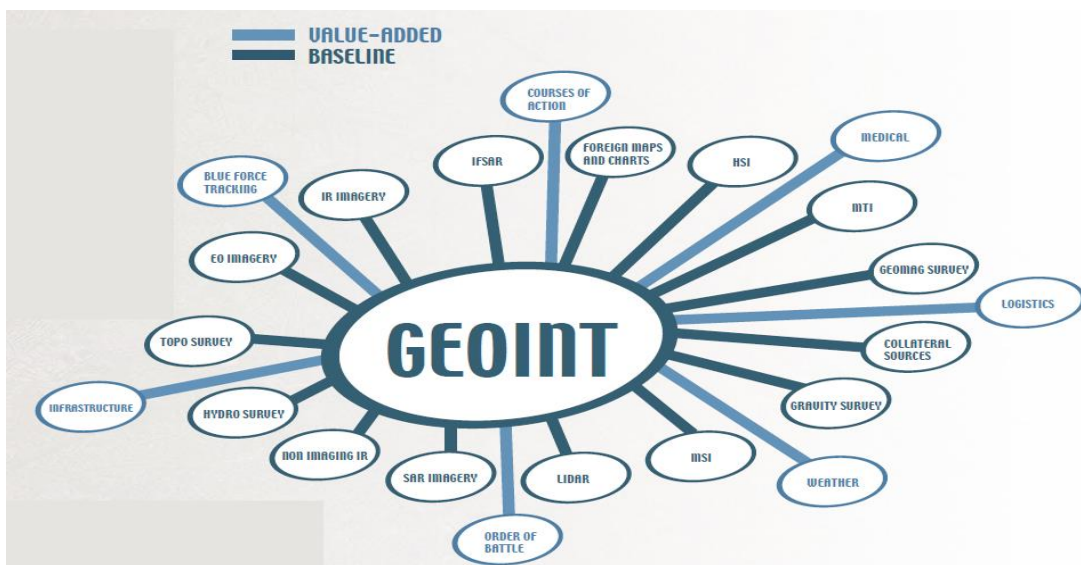 VALUE-ADDED
BASELINE
COURSES OF
ACTION
MEDICAL
IFSAR
FOREIGN MAPS
AND CHARTS
HSI
BLUE FORCE
TRACKING
IR IMAGERY
MTI
EO IMAGERY
GEOMAG SURVEY
LOGISTICS
GEOINT
TOPO SURVEY
COLLATERAL
SOURCES
INFRASTRUCTURE
HYDRO SURVEY
GRAVITY SURVEY
NON IMAGING IR
SAR IMAGERY
LIDAR
MSI
WEATHER
ORDER OF
BATTLE